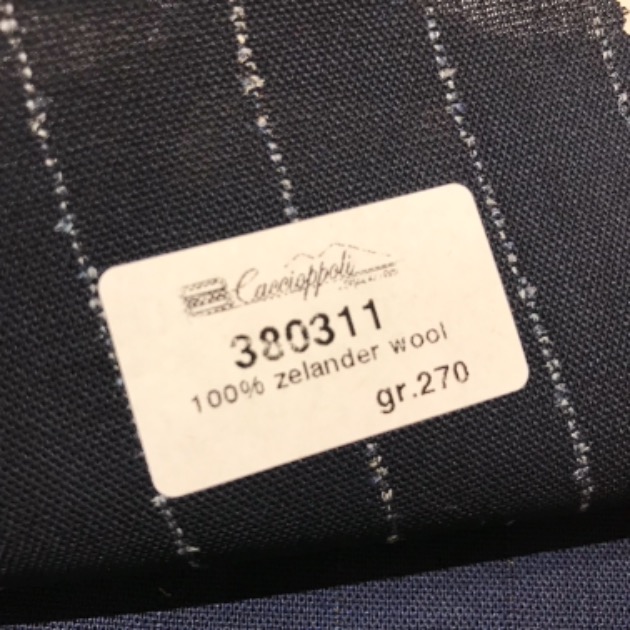 Caccioppoli
380311
100% zelander wool
gr.270